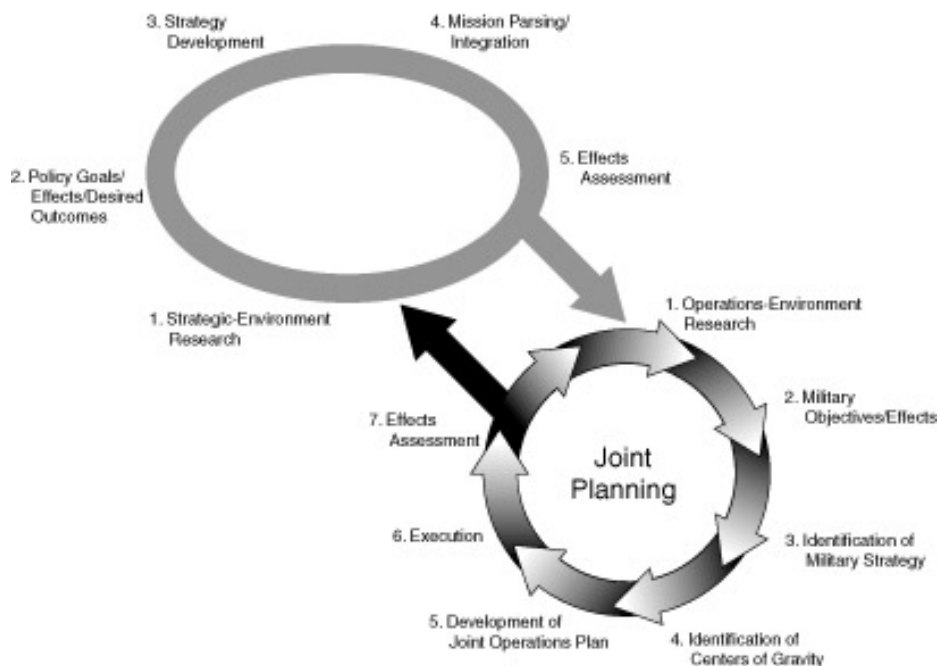 3. Strategy
Development
4. Mission Parsing/
Integration
2. Policy Goals/
Effects/Desired
Outcomes
5. Effects
Assessment
1. Strategic-Environment
Research
1. Operations-Environment
Research
2. Military
Objectives/Effects
7. Effects
Assessment
Joint
Planning
6. Execution
3. Identification of
Military Strategy
5. Development of
Joint Operations Plan
4. Identification of
Centers of Gravity